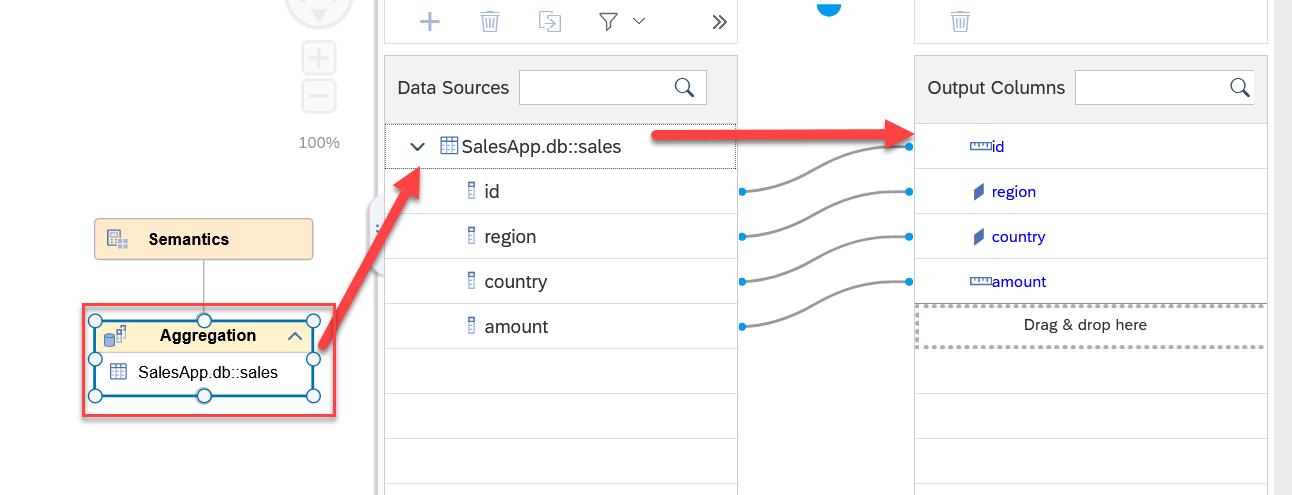 100%
Semantics
Aggregation
SalesApp.db::sales
Data Sources
SalesApp.db::sales
id
region
country
amount
Output Columns
id
region
country
amount
Drag & drop here